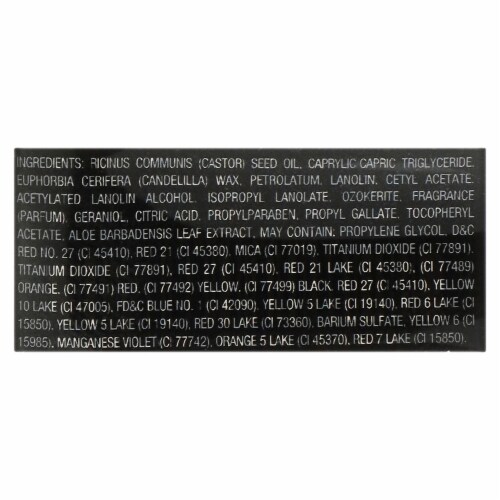 INGREDIENTS: RICINUS COMMUNIS (CASTOR) SEED OIL, CAPRYLIC CAPRIC TRIGLYCERIDE,
EUPHORBIA CERIFERA (CANDELILLA) WAX, PETROLATUM, LANOLIN, CETYL ACETATE,
ACETYLATED LANOLIN ALCOHOL, ISOPROPYL LANOLATE, OZOKERITE, FRAGRANCE
(PARFUM), GERANIOL, CITRIC ACID, PROPYLPARABEN, PROPYL GALLATE, TOCOPHERYL
ACETATE, ALOE BARBADENSIS LEAF EXTRACT, MAY CONTAIN: PROPYLENE GLYCOL, D&C
RED NO. 27 (CI 45410), RED 21 (CI 45380), MICA (CI 77019), TITANIUM DIOXIDE (CI 77891),
TITANIUM DIOXIDE (CI 77891), RED 27 (CI 45410), RED 21 LAKE (CI 45380), (CI 77489)
ORANGE, (CI 77491) RED, (CI 77492) YELLOW, (CI 77499) BLACK, RED 27 (CI 45410), YELLOW
10 LAKE (CI 47005), FD&C BLUE NO. 1 (CI 42090), YELLOW 5 LAKE (CI 19140), RED 6 LAKE (CI
15850), YELLOW 5 LAKE (CI 19140), RED 30 LAKE (CI 73360), BARIUM SULFATE, YELLOW 6 (CI
15985), MANGANESE VIOLET (CI 77742), ORANGE 5 LAKE (CI 45370), RED 7 LAKE (CI 15850).